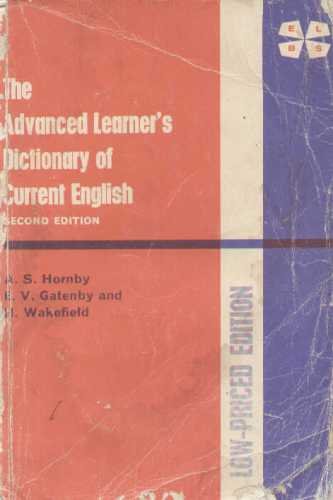 E L
B S
The
Advanced Learner's
Dictionary of
Current English
SECOND EDITION
A. S. Hornby
E. V. Gatenby and
H. Wakefield
LOW-PRICED EDITION